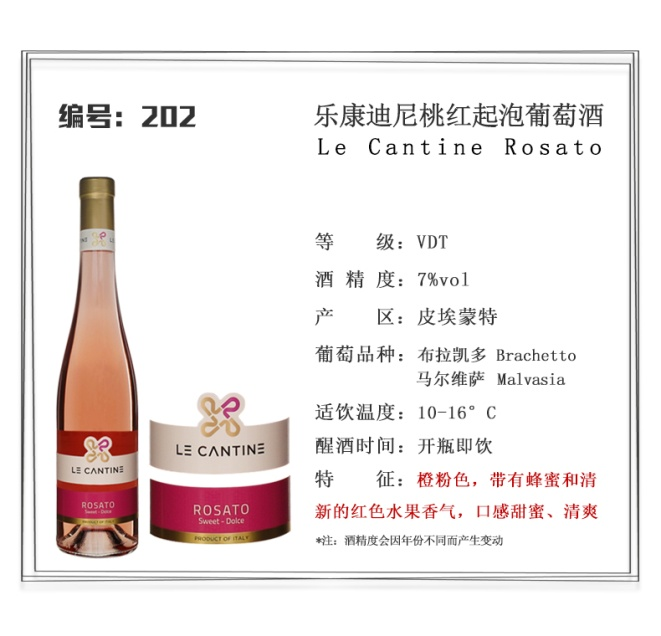 编号：202
乐康迪尼桃红起泡葡萄酒
Le Cantine Rosato
等 级：VDT
酒 精 度：7%vol
产 区：皮埃蒙特
葡萄品种：布拉凯多 Brachetto
马尔维萨 Malvasia
适饮温度：10-16°C
醒酒时间：开瓶即饮
特 征：橙粉色，带有蜂蜜和清
新的红色水果香气，口感甜蜜、清爽
*注：酒精度会因年份不同而产生变动
LE CANTINE
ROSATO
Sweet - Dolce
PRODUCT OF ITALY
LE CANTINE
ROSATO
Sweet - Dolce
PRODUCT OF ITALY